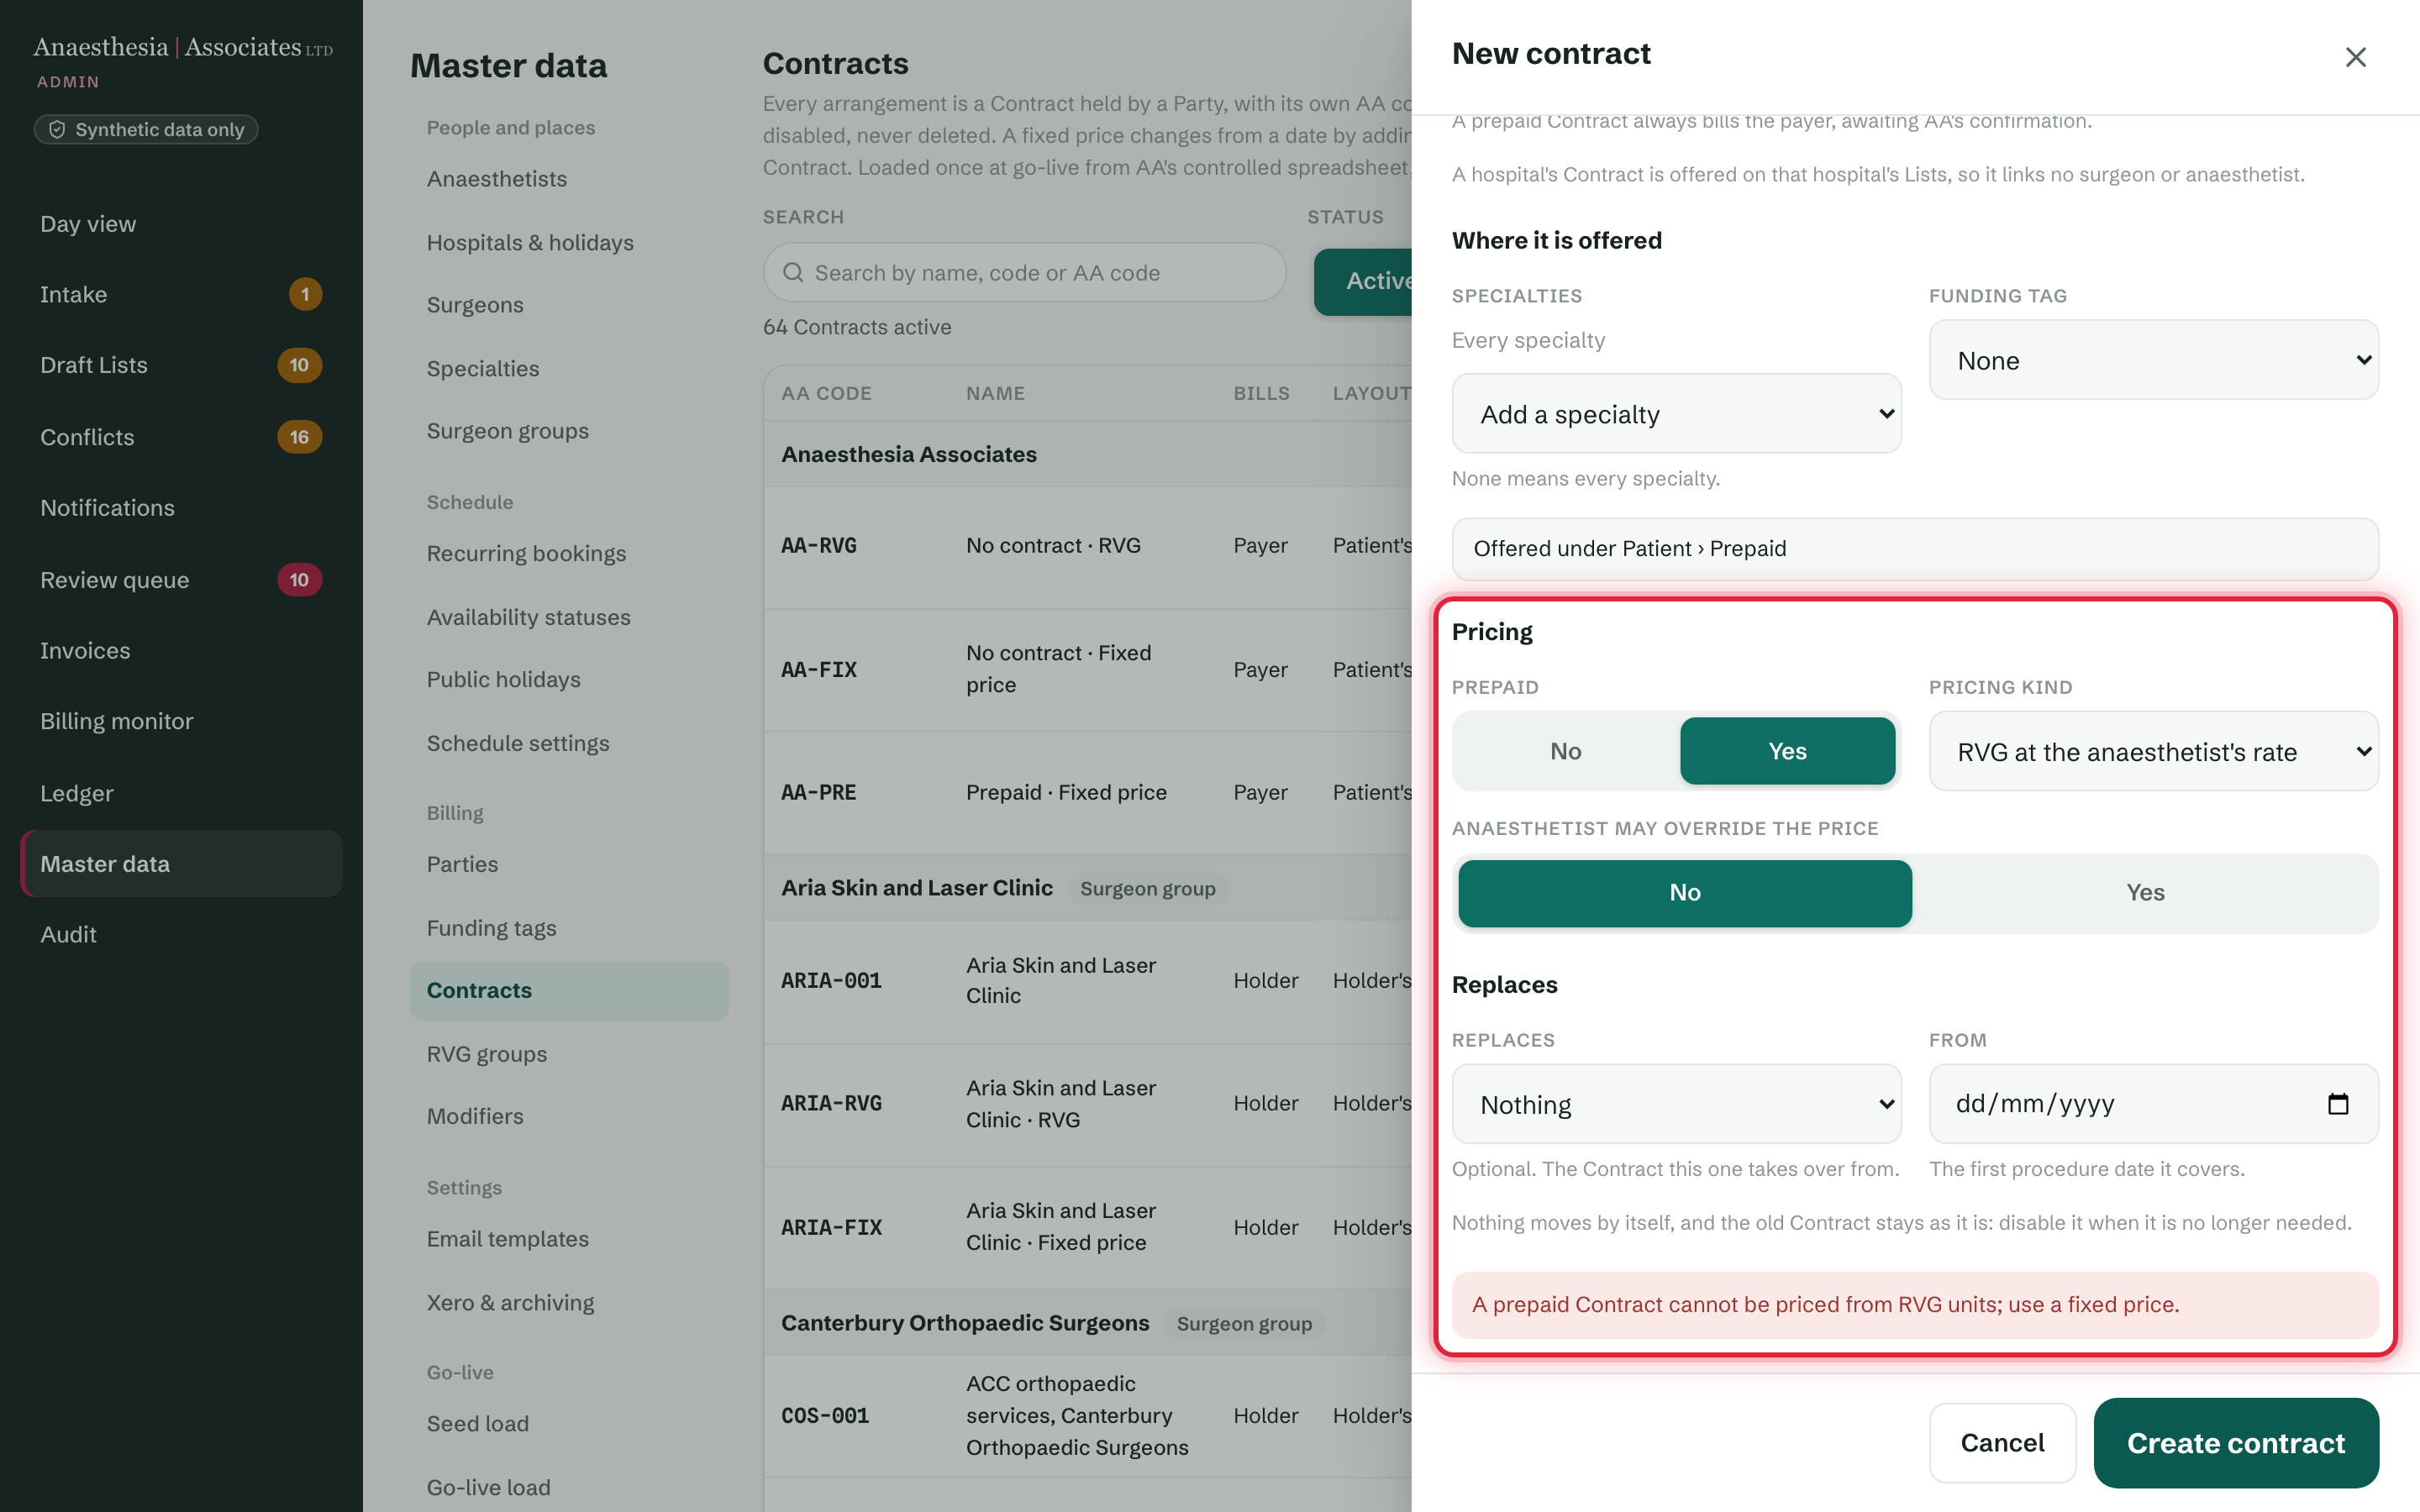 Anaesthesia | Associates LTD
ADMIN
Synthetic data only
Day view
Intake 1
Draft Lists 10
Conflicts 16
Notifications
Review queue 10
Invoices
Billing monitor
Ledger
Master data
Audit
Master data
People and places
Anaesthetists
Hospitals & holidays
Surgeons
Specialties
Surgeon groups
Schedule
Recurring bookings
Availability statuses
Public holidays
Schedule settings
Billing
Parties
Funding tags
Contracts
RVG groups
Modifiers
Settings
Email templates
Xero & archiving
Go-live
Seed load
Go-live load
Contracts
Every arrangement is a Contract held by a Party, with its own AA co
disabled, never deleted. A fixed price changes from a date by addin
Contract. Loaded once at go-live from AA's controlled spreadsheet,
SEARCH STATUS
Search by name, code or AA code Active
64 Contracts active
AA CODE NAME BILLS LAYOUT
Anaesthesia Associates
AA-RVG No contract · RVG Payer Patient's
AA-FIX No contract · Fixed price Payer Patient's
AA-PRE Prepaid · Fixed price Payer Patient's
Aria Skin and Laser Clinic Surgeon group
ARIA-001 Aria Skin and Laser Clinic Holder Holder's
ARIA-RVG Aria Skin and Laser Clinic · RVG Holder Holder's
ARIA-FIX Aria Skin and Laser Clinic · Fixed price Holder Holder's
Canterbury Orthopaedic Surgeons Surgeon group
COS-001 ACC orthopaedic services, Canterbury Orthopaedic Surgeons Holder Holder's
New contract
A prepaid Contract always bills the payer, awaiting AA's confirmation.
A hospital's Contract is offered on that hospital's Lists, so it links no surgeon or anaesthetist.
Where it is offered
SPECIALTIES FUNDING TAG
Every specialty
None
Add a specialty
None means every specialty.
Offered under Patient › Prepaid
Pricing
PREPAID PRICING KIND
No Yes RVG at the anaesthetist's rate
ANAESTHETIST MAY OVERRIDE THE PRICE
No Yes
Replaces
REPLACES FROM
Nothing dd/mm/yyyy
Optional. The Contract this one takes over from. The first procedure date it covers.
Nothing moves by itself, and the old Contract stays as it is: disable it when it is no longer needed.
A prepaid Contract cannot be priced from RVG units; use a fixed price.
Cancel Create contract